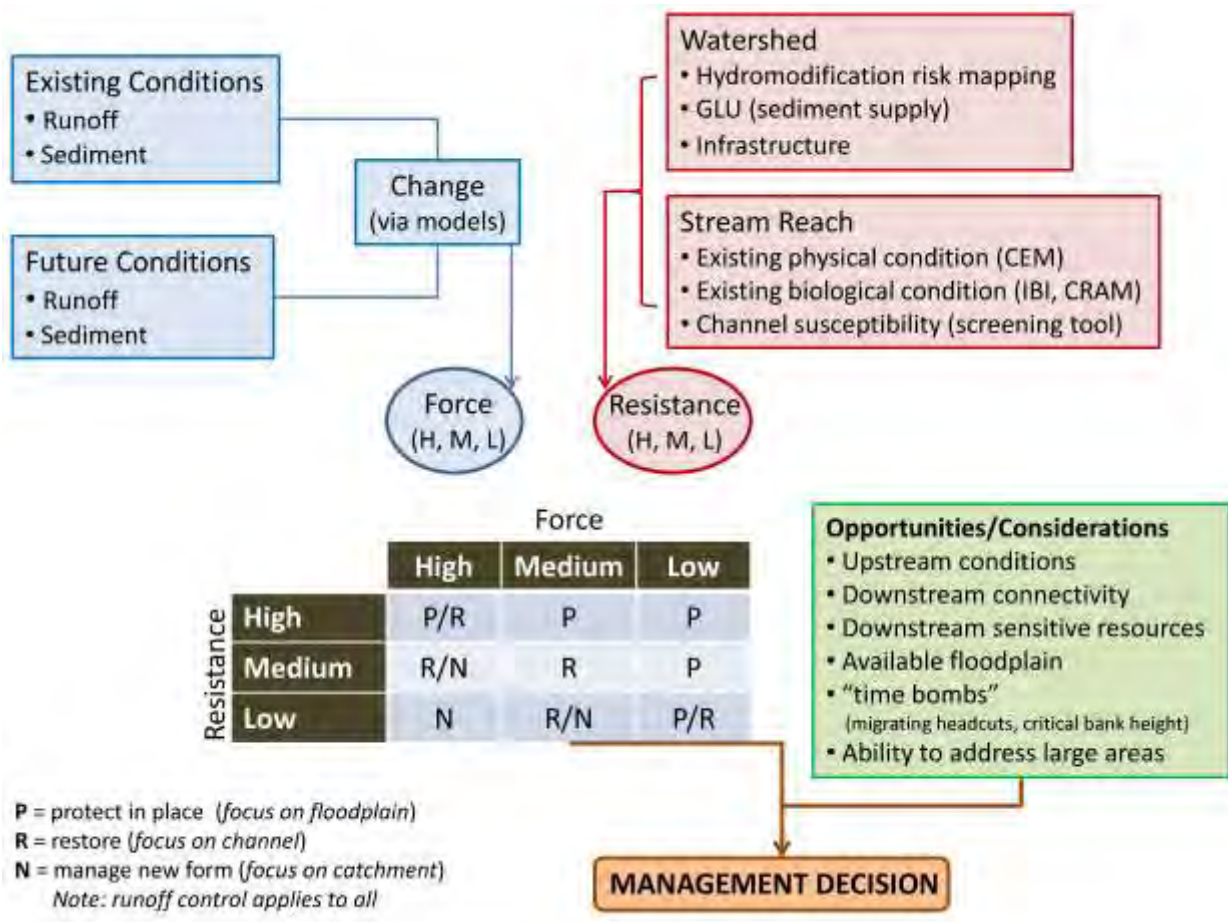 Existing Conditions
• Runoff
• Sediment
Future Conditions
• Runoff
• Sediment
Change
(via models)
Watershed
• Hydromodification risk mapping
• GLU (sediment supply)
• Infrastructure
Stream Reach
• Existing physical condition (CEM)
• Existing biological condition (IBI, CRAM)
• Channel susceptibility (screening tool)
Force
(H, M, L)
Resistance
(H, M, L)
Force
High Medium Low
Resistance
High P/R P P
Medium R/N R P
Low N R/N P/R
Opportunities/Considerations
• Upstream conditions
• Downstream connectivity
• Downstream sensitive resources
• Available floodplain
• “time bombs”
(migrating headcuts, critical bank height)
• Ability to address large areas
P = protect in place (focus on floodplain)
R = restore (focus on channel)
N = manage new form (focus on catchment)
Note: runoff control applies to all
MANAGEMENT DECISION